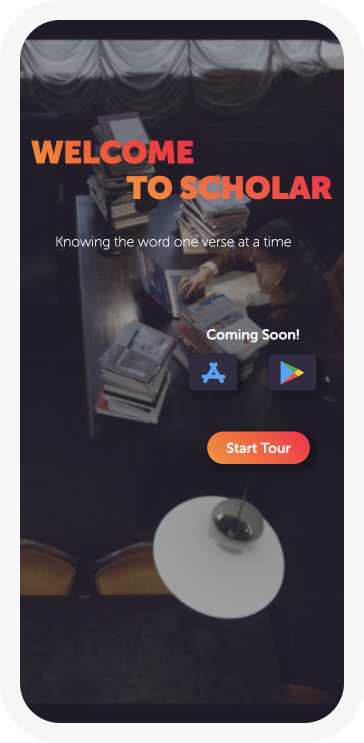 WELCOME
TO SCHOLAR
Knowing the word one verse at a time
Coming Soon!
Start Tour